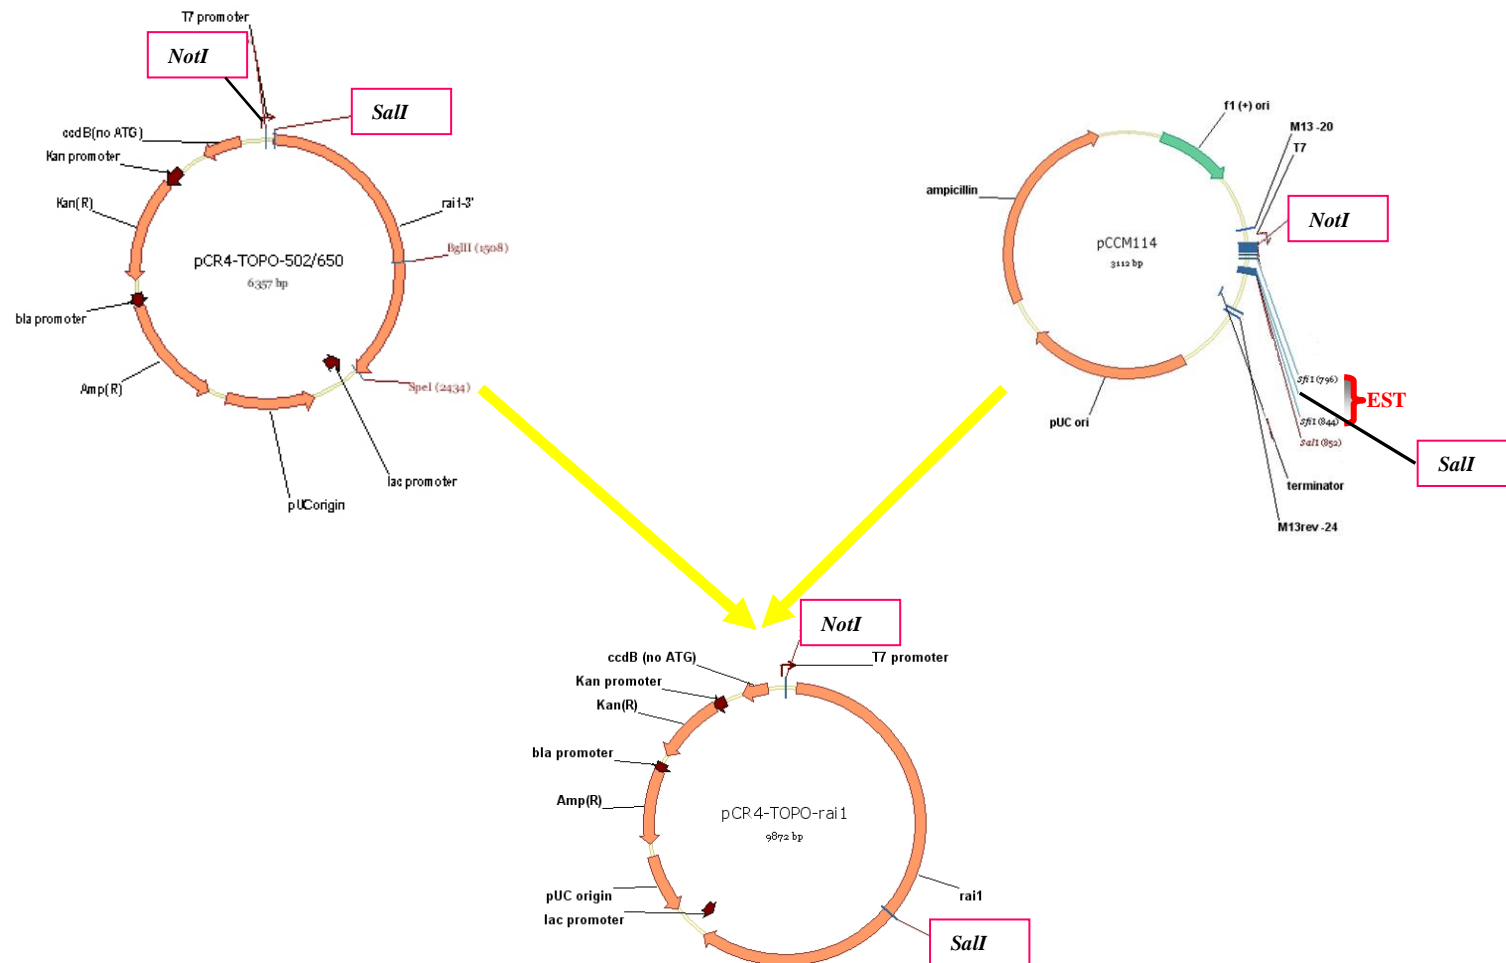 T7 promoter
NotI
SalI
ccdB(no ATG)
Kan promoter
Kan(R)
rai1-3'
BglII (1508)
pCR4-TOPO-502/650
6357 bp
bla promoter
Amp(R)
SpeI (2434)
lac promoter
pUC origin
f1 (+) ori
M13 -20
T7
ampicillin
NotI
pCCM114
3112 bp
SfiI (796)
EST
SfiI (844)
SalI (852)
pUC ori
SalI
terminator
M13rev -24
NotI
ccdB (no ATG)
T7 promoter
Kan promoter
Kan(R)
bla promoter
Amp(R)
pCR4-TOPO-rai1
9872 bp
pUC origin
rai1
lac promoter
SalI